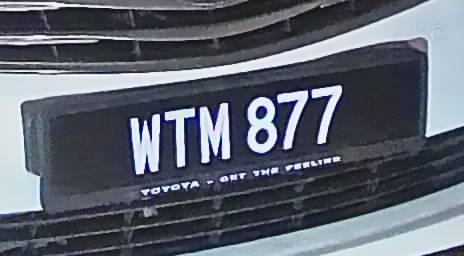 WTM 877
TOYOTA - GET THE FEELING